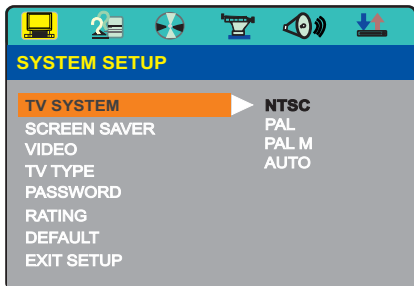 SYSTEM SETUP
TV SYSTEM
SCREEN SAVER
VIDEO
TV TYPE
PASSWORD
RATING
DEFAULT
EXIT SETUP
NTSC
PAL
PAL M
AUTO